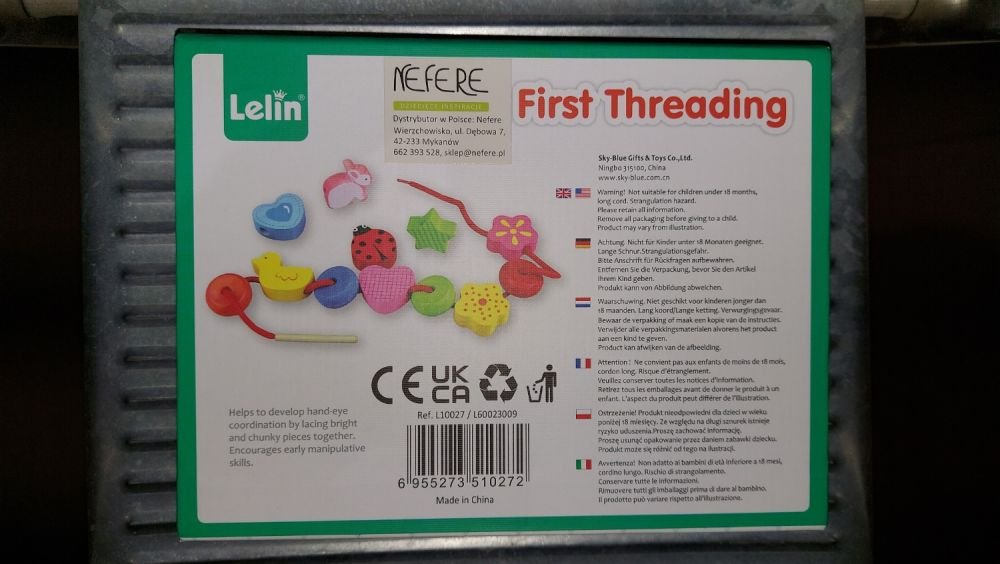 Lelin®
NEFERE
DZIECIĘCE INSPIRACJE
Dystrybutor w Polsce: Nefere
Wierzchowisko, ul. Dębowa 7,
42-233 Mykanów
662 393 528, sklep@nefere.pl
First Threading
Sky-Blue Gifts & Toys Co.,Ltd.
Ningbo 315100, China
www.sky-blue.com.cn
Warning! Not suitable for children under 18 months,
long cord. Strangulation hazard.
Please retain all information.
Remove all packaging before giving to a child.
Product may vary from illustration.
Achtung. Nicht für Kinder unter 18 Monaten geeignet.
Lange Schnur.Strangulationsgefahr.
Bitte Anschrift für Rückfragen aufbewahren.
Entfernen Sie die Verpackung, bevor Sie den Artikel
Ihrem Kind geben.
Produkt kann von Abbildung abweichen.
Waarschuwing. Niet geschikt voor kinderen jonger dan
18 maanden. Lang koord/Lange ketting. Verwurgingsgevaar.
Bewaar de verpakking of maak een kopie van de instructies.
Verwijder alle verpakkingsmaterialen alvorens het product
aan een kind te geven.
Product kan afwijken van de afbeelding.
Attention! Ne convient pas aux enfants de moins de 18 mois,
cordon long. Risque d'étranglement.
Veuillez conserver toutes les notices d'information.
Retirez tous les emballages avant de donner le produit à un
enfant. L'aspect du produit peut différer de l'illustration.
Ostrzeżenie! Produkt nieodpowiedni dla dzieci w wieku
poniżej 18 miesięcy. Ze względu na długi sznurek istnieje
ryzyko uduszenia.Proszę zachować informację.
Proszę usunąć opakowanie przez daniem zabawki dziecku.
Produkt może się różnić od tego na ilustracji.
Avvertenza! Non adatto ai bambini di età inferiore a 18 mesi,
cordino lungo. Rischio di strangolamento.
Conservare tutte le informazioni.
Rimuovere tutti gli imballaggi prima di dare al bambino.
Il prodotto può variare rispetto all'illustrazione.
CE UK
CA
Ref. L10027 / L60023009
6 955273 510272
Made in China
Helps to develop hand-eye
coordination by lacing bright
and chunky pieces together.
Encourages early manipulative
skills.